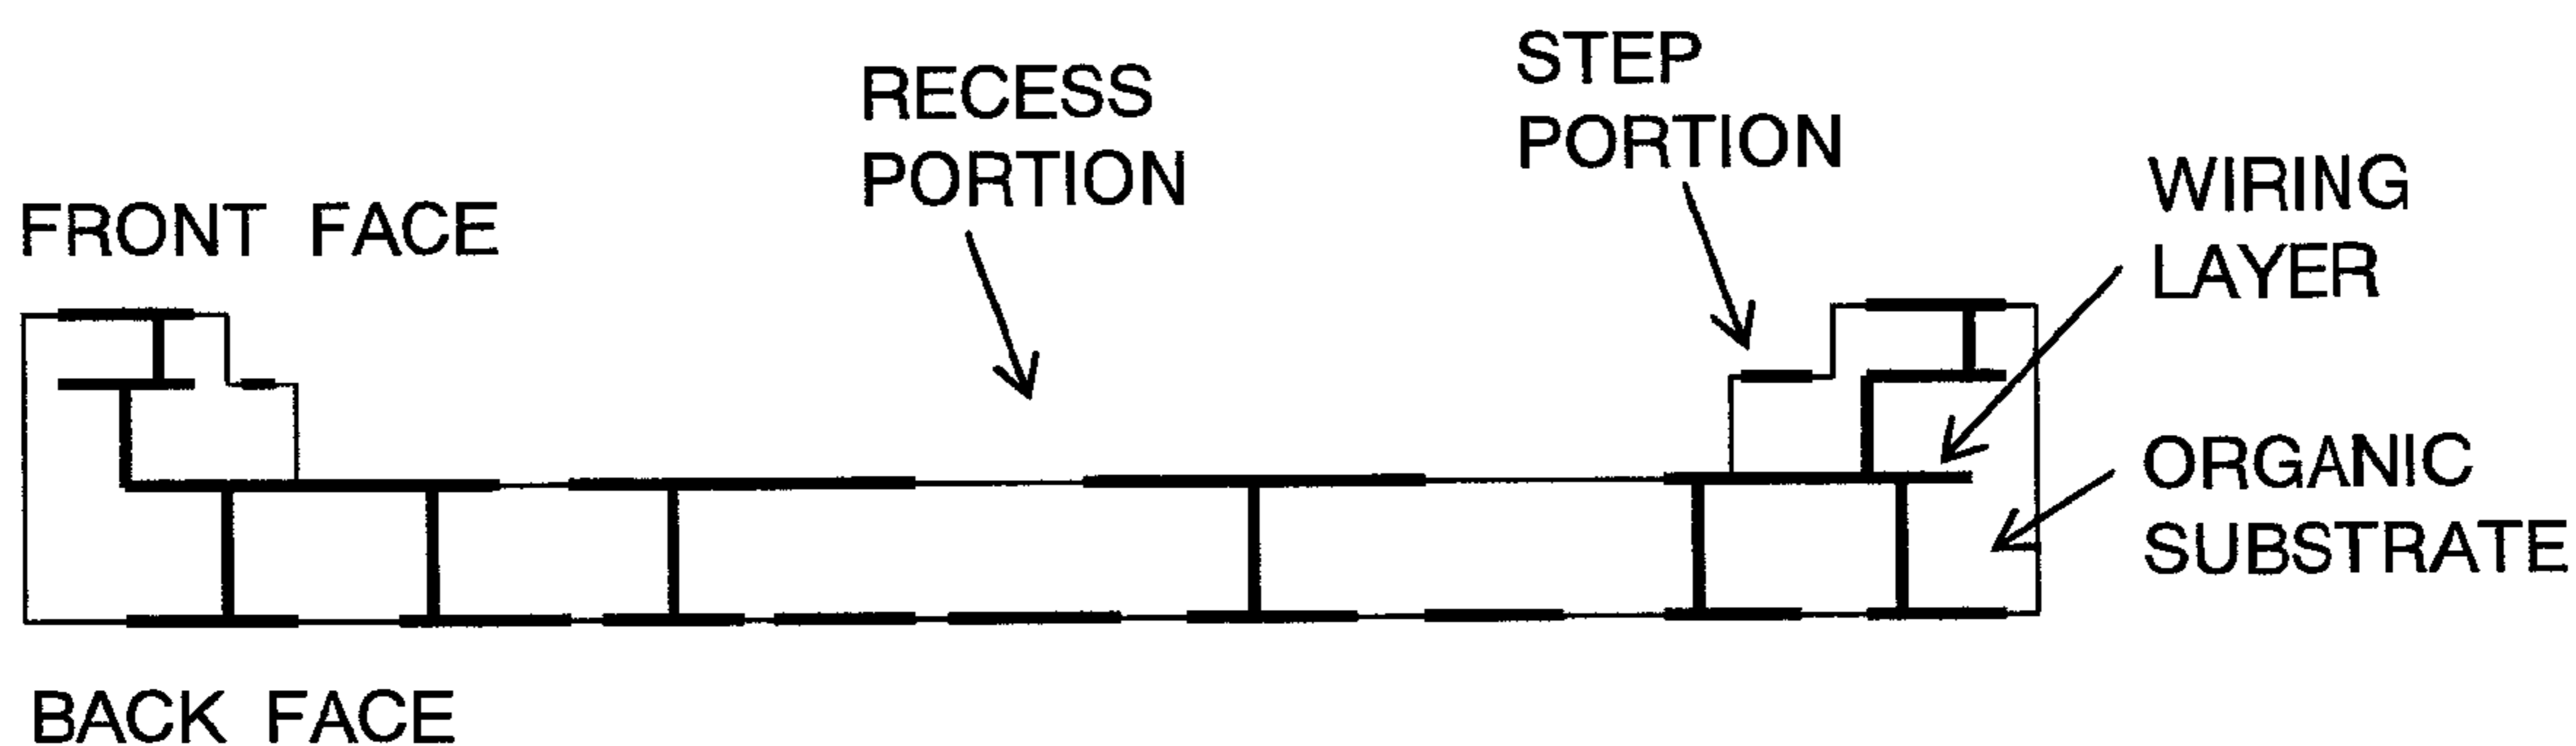 STEP
PORTION
RECESS
PORTION
WIRING
LAYER
FRONT FACE
ORGANIC
SUBSTRATE
BACK FACE